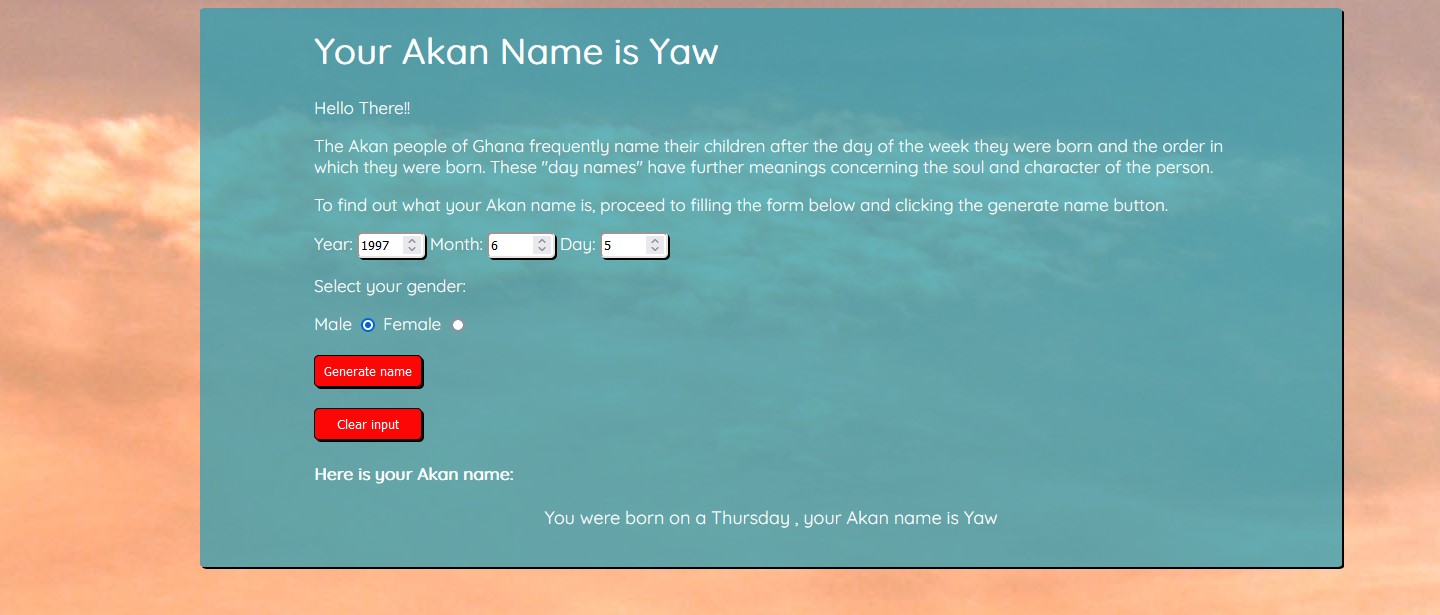 Your Akan Name is Yaw
Hello There!!
The Akan people of Ghana frequently name their children after the day of the week they were born and the order in
which they were born. These "day names" have further meanings concerning the soul and character of the person.
To find out what your Akan name is, proceed to filling the form below and clicking the generate name button.
Year: 1997 Month: 6 Day: 5
Select your gender:
Male Female
Generate name
Clear input
Here is your Akan name:
You were born on a Thursday , your Akan name is Yaw